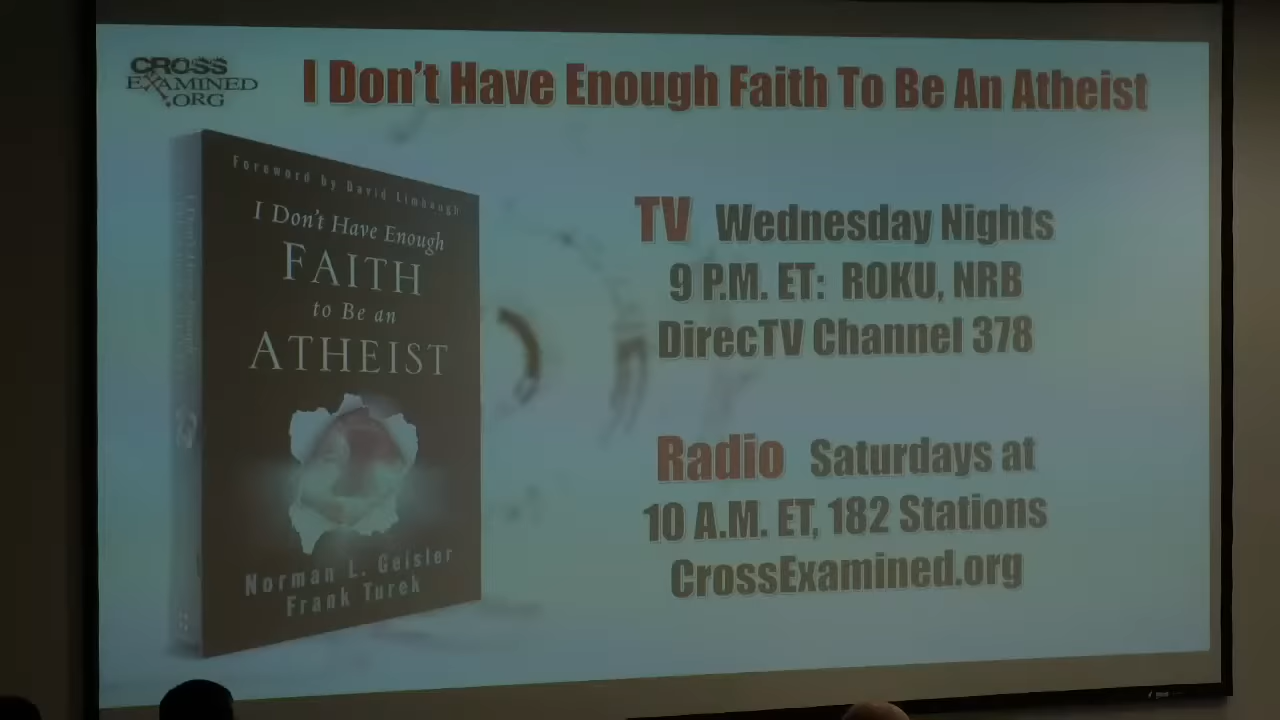 CROSS
EXAMINED
.ORG
I Don't Have Enough Faith To Be An Atheist
Foreword by David Limbaugh
I Don't Have Enough
FAITH
to Be an
ATHEIST
Norman L. Geisler
Frank Turek
TV Wednesday Nights
9 P.M. ET: ROKU, NRB
DirecTV Channel 378
Radio Saturdays at
10 A.M. ET, 182 Stations
CrossExamined.org